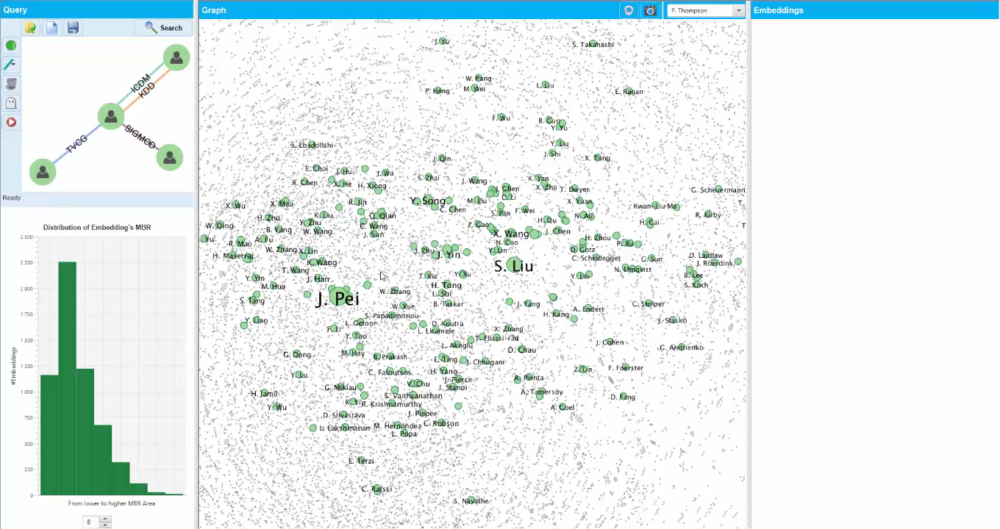 Query
Graph
P. Thompson
Embeddings
Search
ICDM
KDD
TVCG
SIGMOD
Ready
Distribution of Embedding's MBR
2 500
2 250
2 000
1 750
1 500
1 250
1 000
750
500
250
0
#Embeddings
From lower to higher MBR Area
8
J. Yu
S. Takahashi
W. Pang
P. Heng
M. Wei
L. Liu
E. Ragan
F. Wu
B. Guo
Y. Yu
S. Ebadollahi
Y. Liu
J. Shi
J. Qin
X. Tong
E. Choi
J. Hu
J. Wu
R. Chen
X. He
H. Xiong
S. Zhai
J. Wang
K. Yan
J. Chen
X. Zhu
T. Dwyer
G. Scheuermann
C. Li
X. Wu
X. Mao
R. Jin
Y. Song
M. Liu
X. Yuan
Kwan-Liu-Ma
T.
C. Chen
S. Pan
F. Wei
H. Zhu
K. Liu
Q. Qian
H. Qu
N. Au
R. Kirby
W. Ding
Y. Zhu
C. Wang
Z. Gao
H. Cai
T
B. Yang
W. Wang
J. Sun
X. Wang
J. Chen
Yu
R. Mao
A. Fu
N. Cao
H. Zhou
P. Xu
W. Zhang
X. Lin
J. Zhu
J. Yin
Y. Lin
D. Gotz
H. Maserrat
C. Scheidegger
G. Sun
D. Laidlaw
K. Wang
S. Liu
J. Roerdink
T. Wang
N. Elmqvist
Y. Yin
J. Han
T. Xia
Y. Xu
Y. Liu
B. Lee
M. Hua
H. Tong
S. Koch
W. Zhang
L. Shi
S. Tang
J. Pei
W. Xue
B. Taskar
J. Yang
A. Endert
C. Stolper
S. Papadimitriou
H. Kang
Y. Liao
L. Getoor
D. Koutra
J. Stasko
F. Li
L. Licamele
X. Zhang
Y. Tao
T. Eliassi-rad
L. Akoglu
J. Cohen
G. Dong
M. Hay
B. Prakash
D. Chau
G. Andrienko
E. Ting
J. Chhugani
Y. Lu
C. Faloutsos
H. Yang
Z. Lin
F. Foerster
J. Pierce
R. Pienta
G. Miklau
V. Chu
J. Stanoi
H. Jamil
S. Vaithyanathan
A. Tamersoy
D. Fang
Y. Wu
K. Yi
R. Krishnamurthy
A. Goel
D. Srivastava
J. Pieper
L. Lakshmanan
M. Hernández
C. Robson
L. Popa
E. Terzi
C. Raissi
S. Navathe